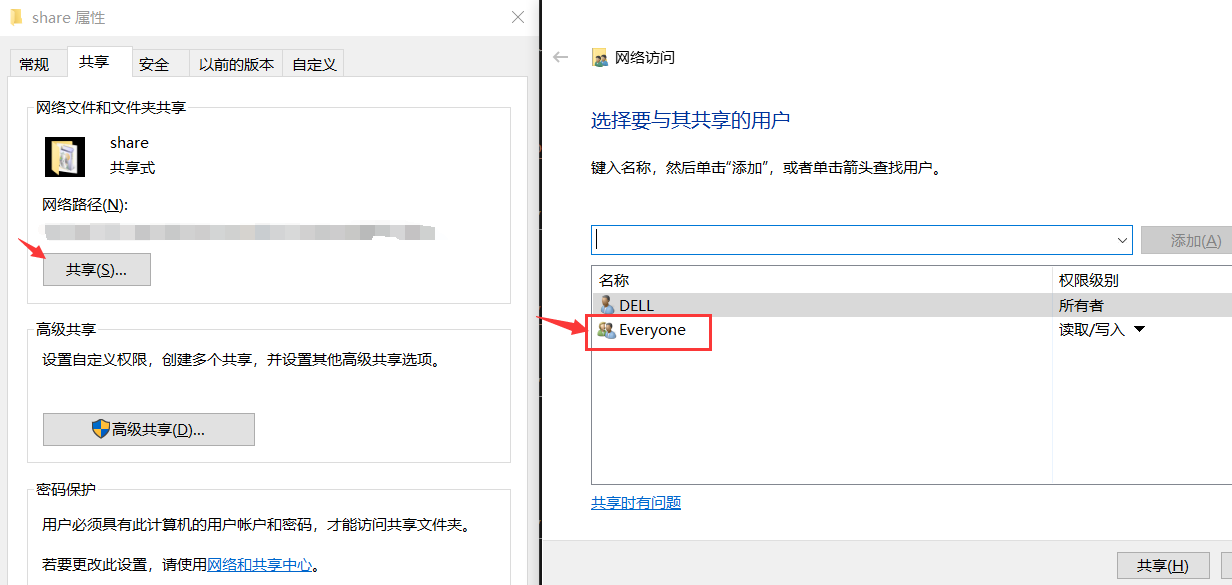 share 属性
常规
共享
安全
以前的版本
自定义
网络文件和文件夹共享
share
共享式
网络路径(N):
共享(S)...
高级共享
设置自定义权限，创建多个共享，并设置其他高级共享选项。
高级共享(D)...
密码保护
用户必须具有此计算机的用户帐户和密码，才能访问共享文件夹。
若要更改此设置，请使用网络和共享中心。
网络访问
选择要与其共享的用户
键入名称，然后单击“添加”，或者单击箭头查找用户。
添加(A)
名称 权限级别
DELL 所有者
Everyone 读取/写入
共享时有问题
共享(H)